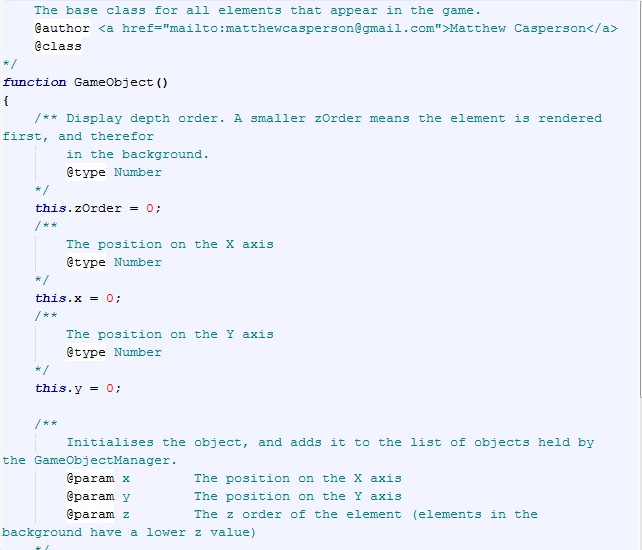 The base class for all elements that appear in the game.
@author <a href="mailto:matthewcasperson@gmail.com">Matthew Casperson</a>
@class
*/
function GameObject()
{
/** Display depth order. A smaller zOrder means the element is rendered
first, and therefor
in the background.
@type Number
*/
this.zOrder = 0;
/**
The position on the X axis
@type Number
*/
this.x = 0;
/**
The position on the Y axis
@type Number
*/
this.y = 0;
/**
Initialises the object, and adds it to the list of objects held by
the GameObjectManager.
@param x        The position on the X axis
@param y        The position on the Y axis
@param z        The z order of the element (elements in the
background have a lower z value)
*/